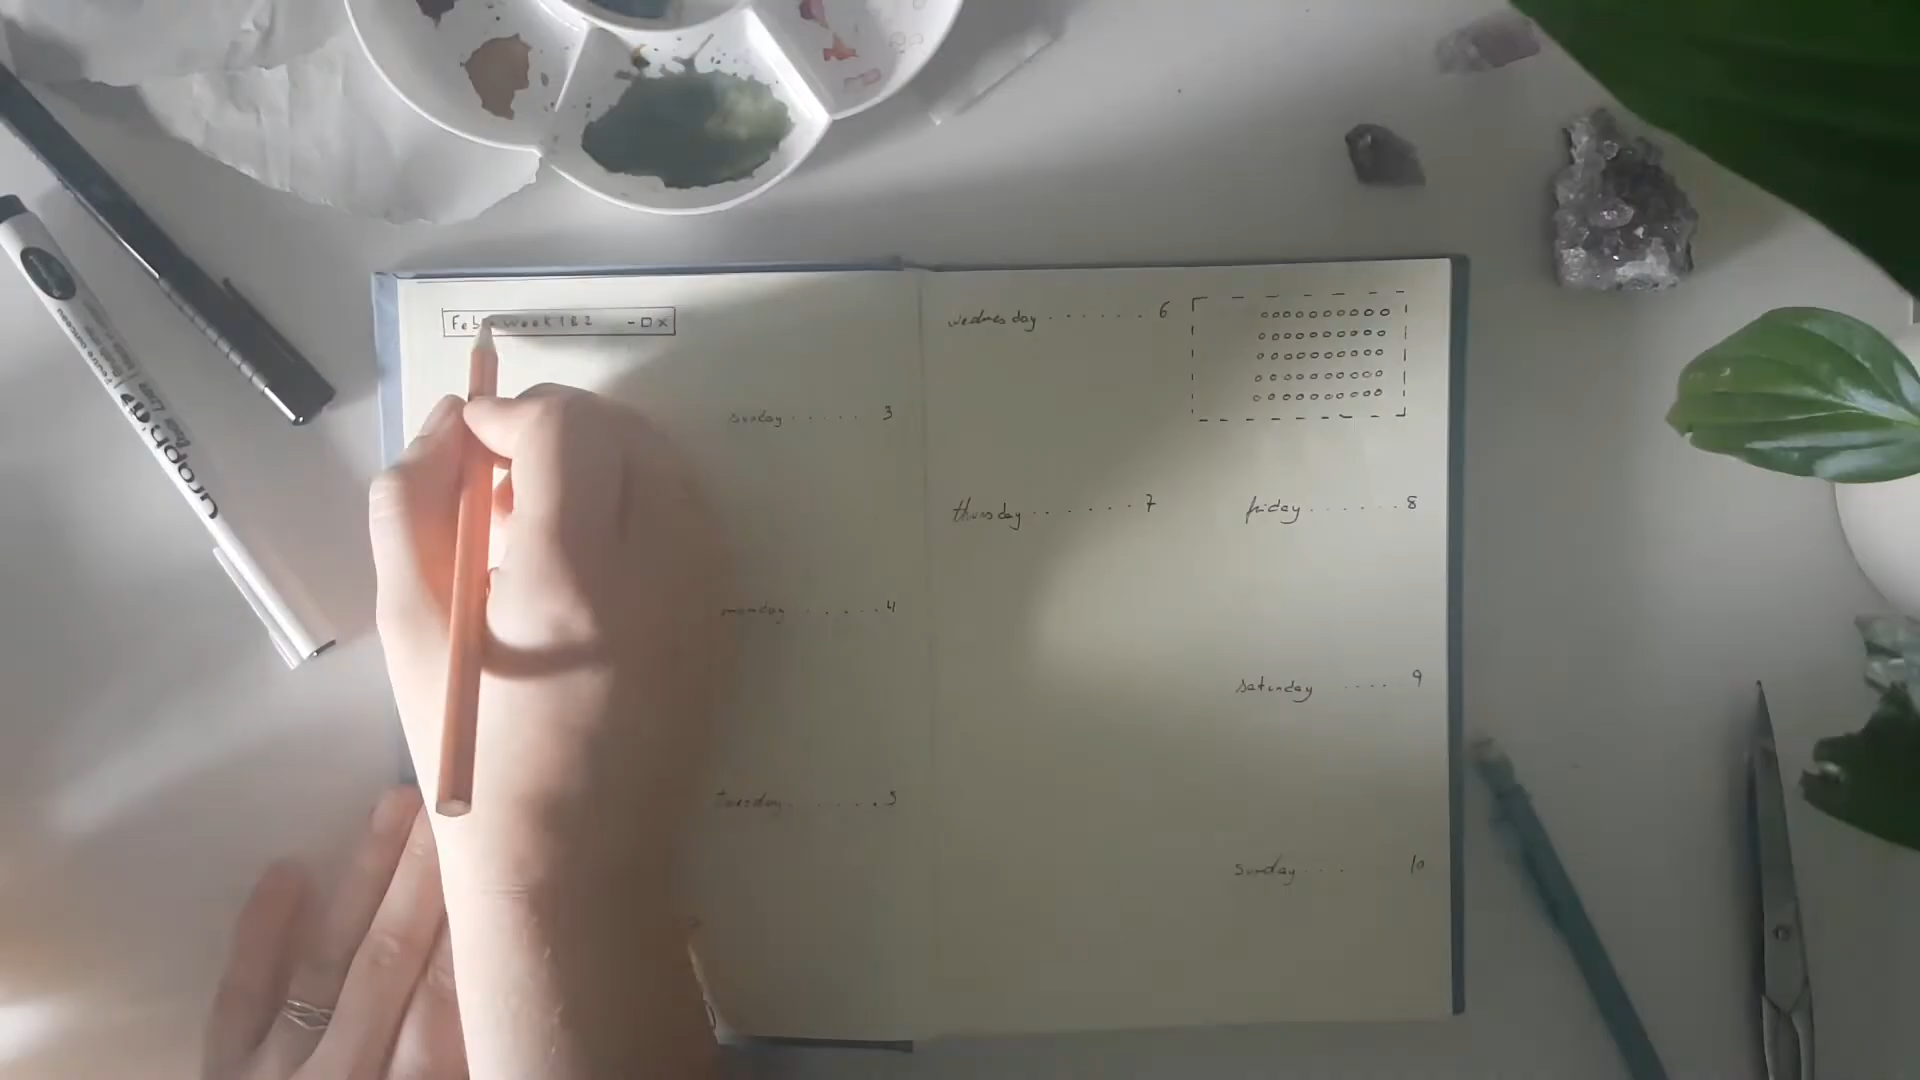 week 1 & 2 - □ x
sunday . . . . . . 3
monday . . . . . 4
tuesday . . . . . . 5
wednesday . . . . . . . 6
thursday . . . . . . . 7
friday . . . . . . 8
saturday . . . . 9
sunday . . . 10
graphic